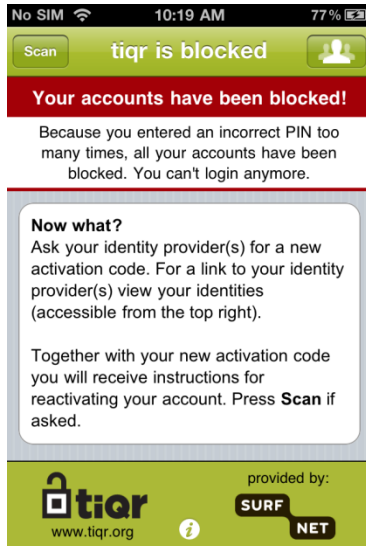 No SIM 10:19 AM 77%
Scan tiqr is blocked
Your accounts have been blocked!
Because you entered an incorrect PIN too
many times, all your accounts have been
blocked. You can't login anymore.
Now what?
Ask your identity provider(s) for a new
activation code. For a link to your identity
provider(s) view your identities
(accessible from the top right).
Together with your new activation code
you will receive instructions for
reactivating your account. Press Scan if
asked.
tiqr
www.tiqr.org
i
provided by:
SURF
NET